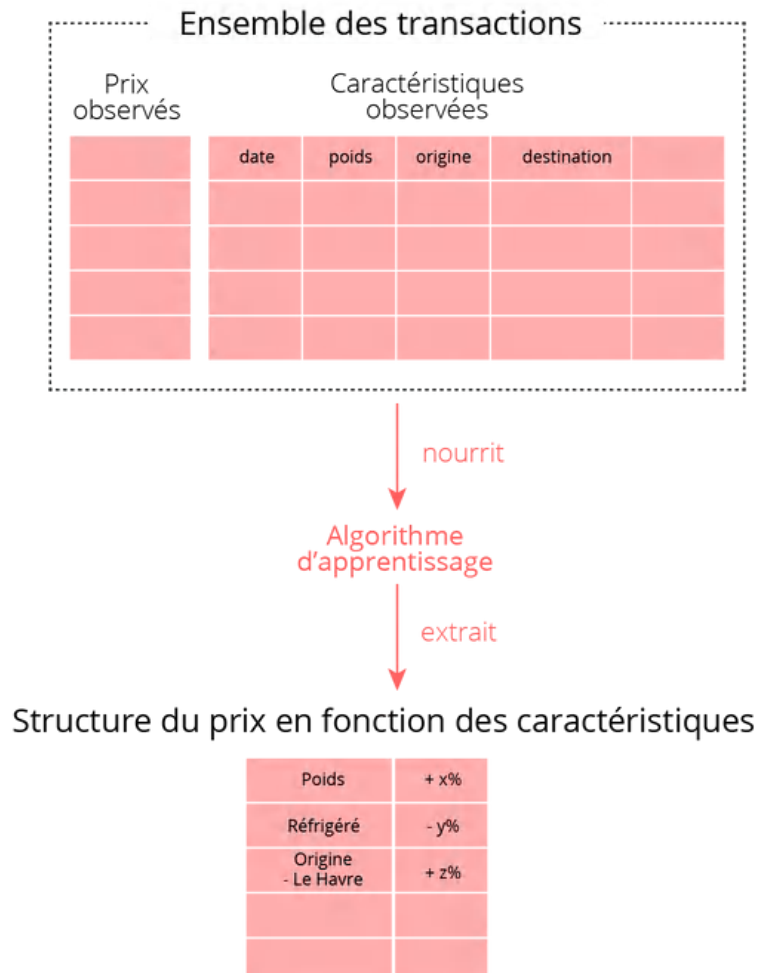 Ensemble des transactions
Prix
observés
Caractéristiques
observées
date poids origine destination
nourrit
Algorithme
d'apprentissage
extrait
Structure du prix en fonction des caractéristiques
Poids + x%
Réfrigéré - y%
Origine
- Le Havre + z%